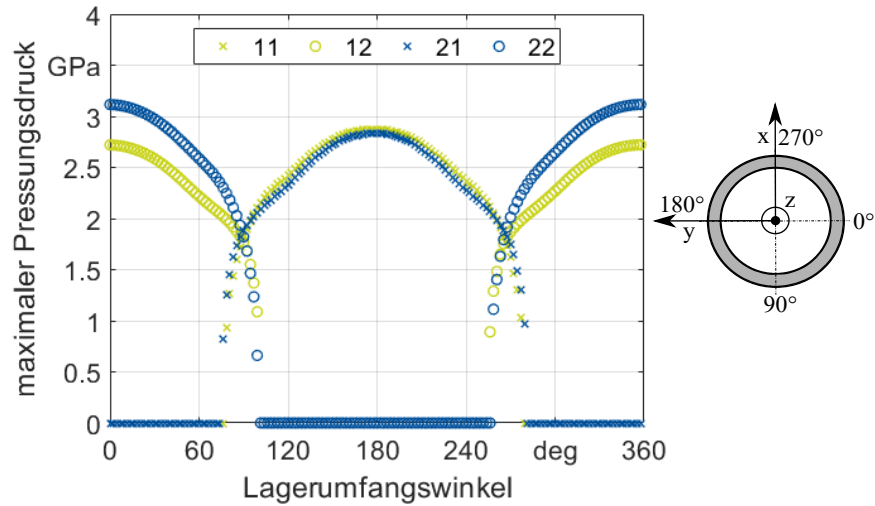 4
GPa
3
2.5
2
1.5
1
0.5
0
maximaler Pressungsdruck
11 12 21 22
0 60 120 180 240 deg 360
Lagerumfangswinkel
x 270°
180° z
y 0°
90°